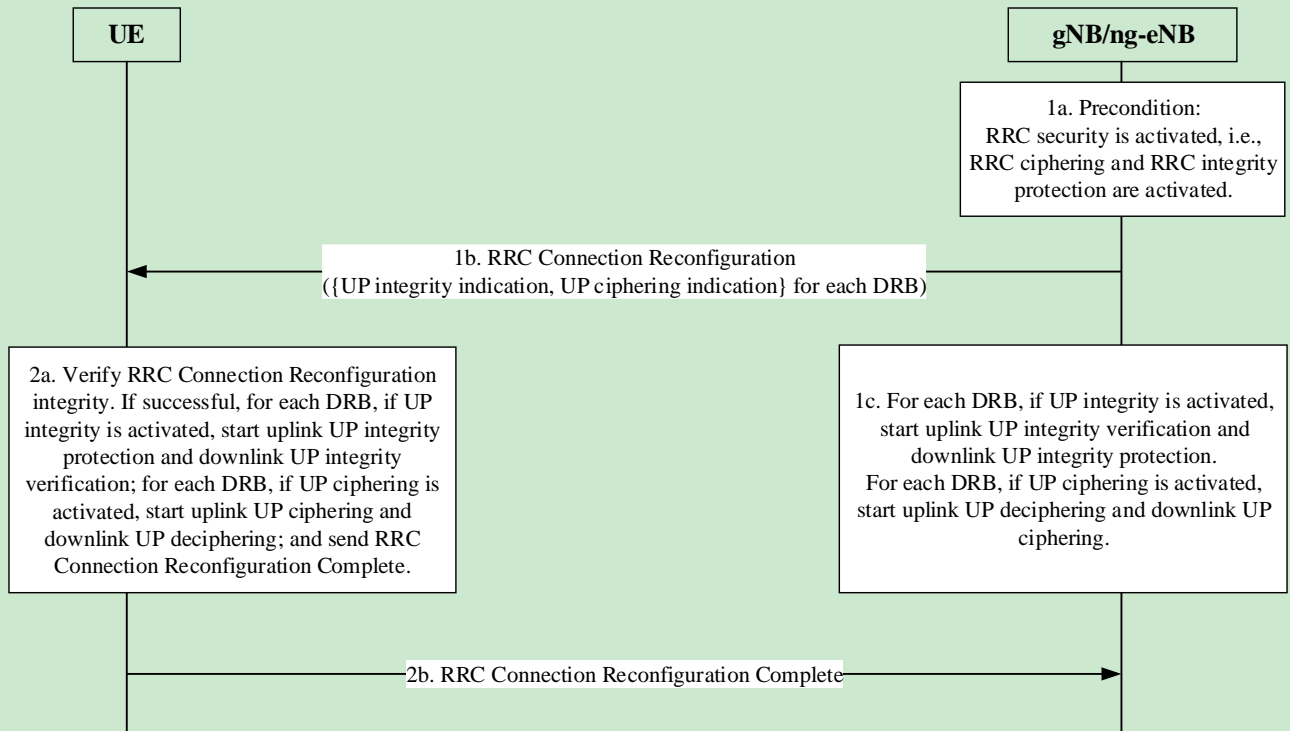 UE
gNB/ng-eNB
1a. Precondition:
RRC security is activated, i.e.,
RRC ciphering and RRC integrity
protection are activated.
1b. RRC Connection Reconfiguration
({UP integrity indication, UP ciphering indication} for each DRB)
2a. Verify RRC Connection Reconfiguration
integrity. If successful, for each DRB, if UP
integrity is activated, start uplink UP integrity
protection and downlink UP integrity
verification; for each DRB, if UP ciphering is
activated, start uplink UP ciphering and
downlink UP deciphering; and send RRC
Connection Reconfiguration Complete.
1c. For each DRB, if UP integrity is activated,
start uplink UP integrity verification and
downlink UP integrity protection.
For each DRB, if UP ciphering is activated,
start uplink UP deciphering and downlink UP
ciphering.
2b. RRC Connection Reconfiguration Complete